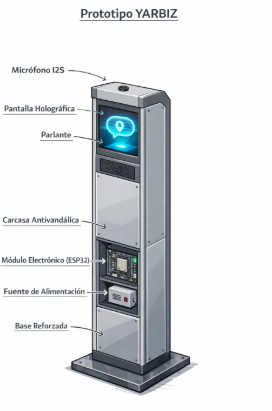 Prototipo YARBIZ
Micrófono I2S
Pantalla Holográfica
Parlante
Carcasa Antivandálica
Módulo Electrónico (ESP32)
Fuente de Alimentación
Base Reforzada